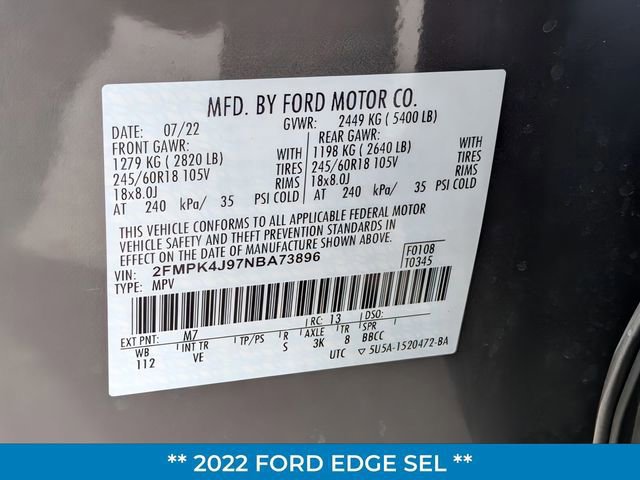 MFD. BY FORD MOTOR CO.
DATE: 07/22 GVWR: 2449 KG ( 5400 LB)
FRONT GAWR: REAR GAWR:
1279 KG ( 2820 LB) WITH 1198 KG ( 2640 LB) WITH
245/60R18 105V TIRES 245/60R18 105V TIRES
18x8.0J RIMS 18x8.0J RIMS
AT 240 kPa/ 35 PSI COLD AT 240 kPa/ 35 PSI COLD
THIS VEHICLE CONFORMS TO ALL APPLICABLE FEDERAL MOTOR
VEHICLE SAFETY AND THEFT PREVENTION STANDARDS IN
EFFECT ON THE DATE OF MANUFACTURE SHOWN ABOVE.
VIN: 2FMPK4J97NBA73896 F0108
TYPE: MPV T0345
EXT PNT: M7 RC: 13 DSO:
WB INT TR TP/PS R AXLE TR SPR
112 VE S 3K 8 BBCC
UTC ▽ 5U5A-1520472-BA
** 2022 FORD EDGE SEL **